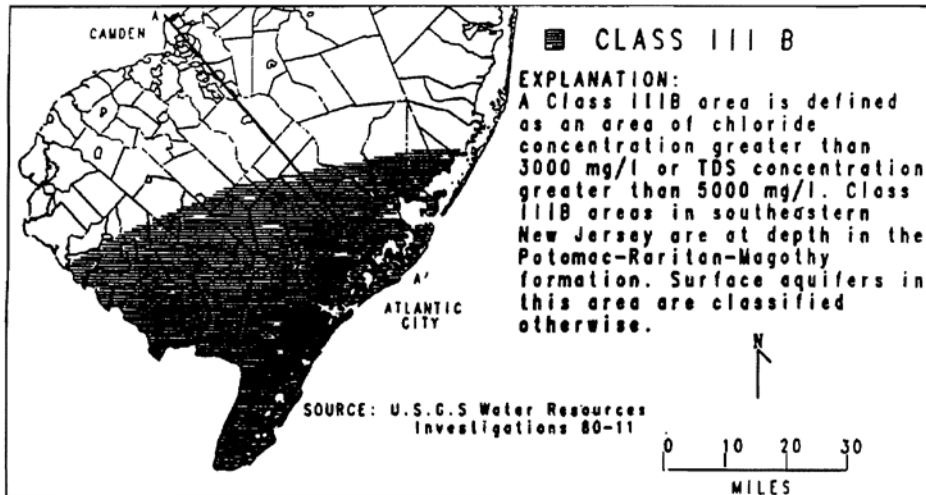 A
CAMDEN
CLASS III B
EXPLANATION:
A Class IIIB area is defined
as an area of chloride
concentration greater than
3000 mg/l or TDS concentration
greater than 5000 mg/l. Class
IIIB areas in southeastern
New Jersey are at depth in the
Potomac-Raritan-Magothy
formation. Surface aquifers in
this area are classified
otherwise.
A'
ATLANTIC
CITY
N
SOURCE: U.S.G.S Water Resources
Investigations 80-11
0 10 20 30
MILES